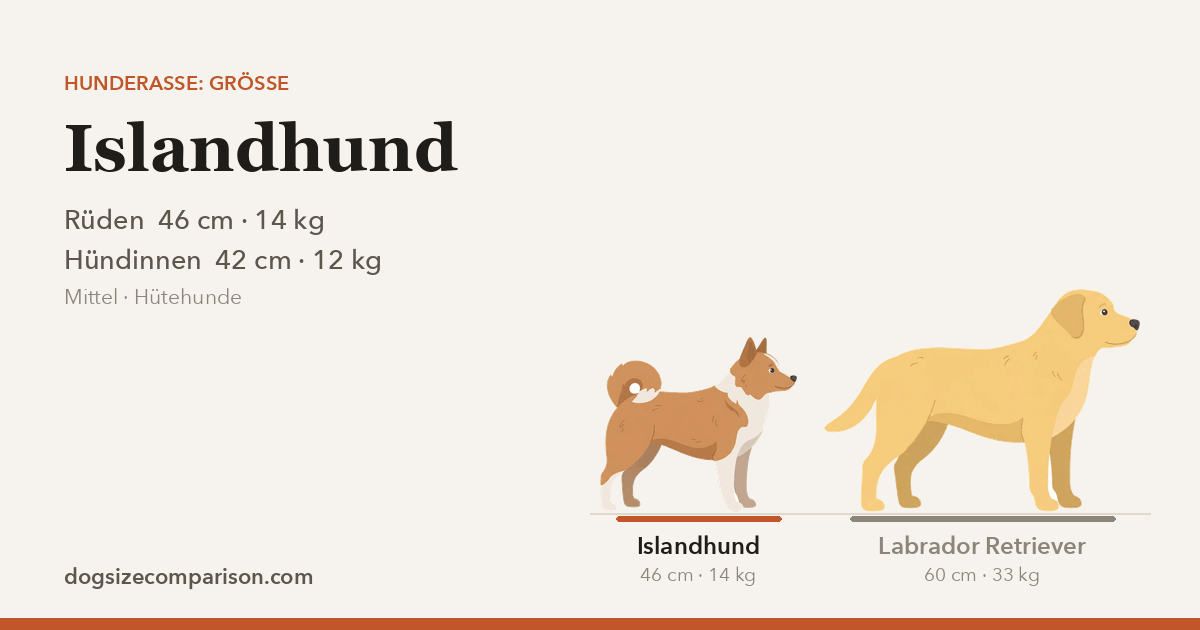 HUNDERASSE: GRÖSSE
Islandhund
Rüden 46 cm · 14 kg
Hündinnen 42 cm · 12 kg
Mittel · Hütehunde
Islandhund
46 cm · 14 kg
Labrador Retriever
60 cm · 33 kg
dogsizecomparison.com